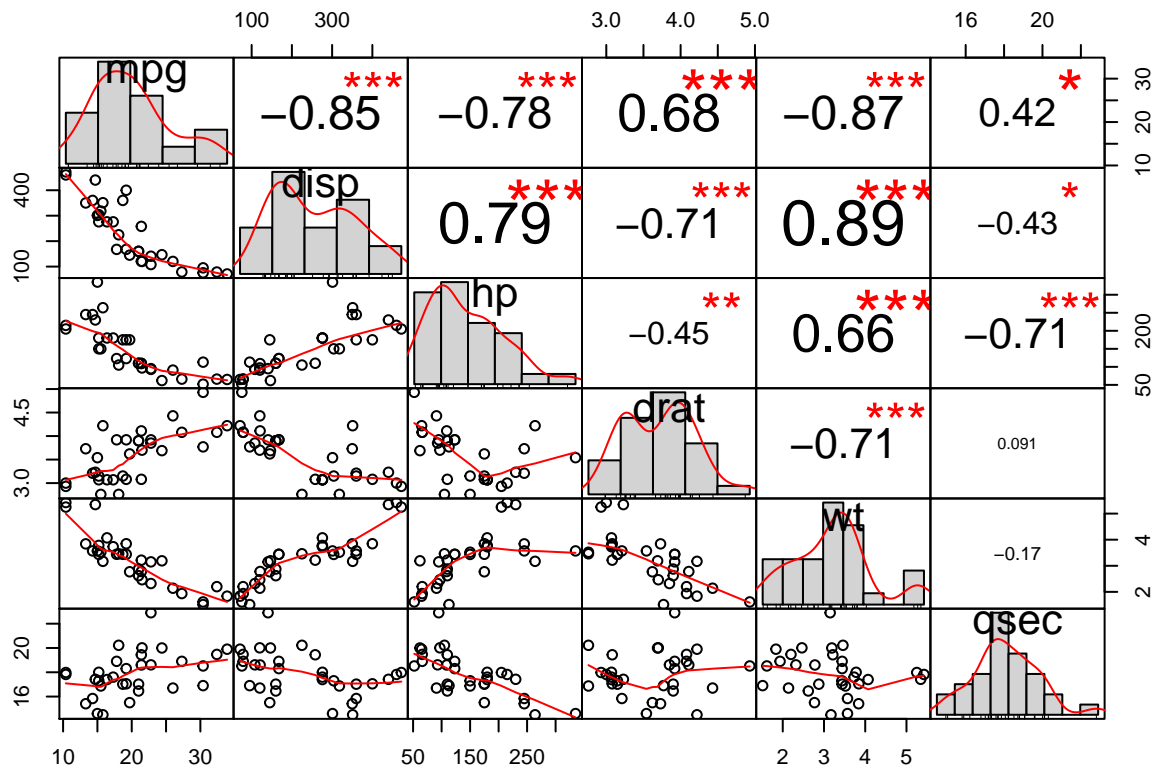 100 300 3.0 4.0 5.0 16 20
mpg *** −0.85 *** −0.78 *** 0.68 *** −0.87 * 0.42 10 20 30
100 400 disp *** 0.79 *** −0.71 *** 0.89 * −0.43
hp ** −0.45 *** 0.66 *** −0.71 50 200
3.0 4.5 drat *** −0.71 0.091
wt −0.17 2 4
16 20 qsec
10 20 30 50 150 250 2 3 4 5